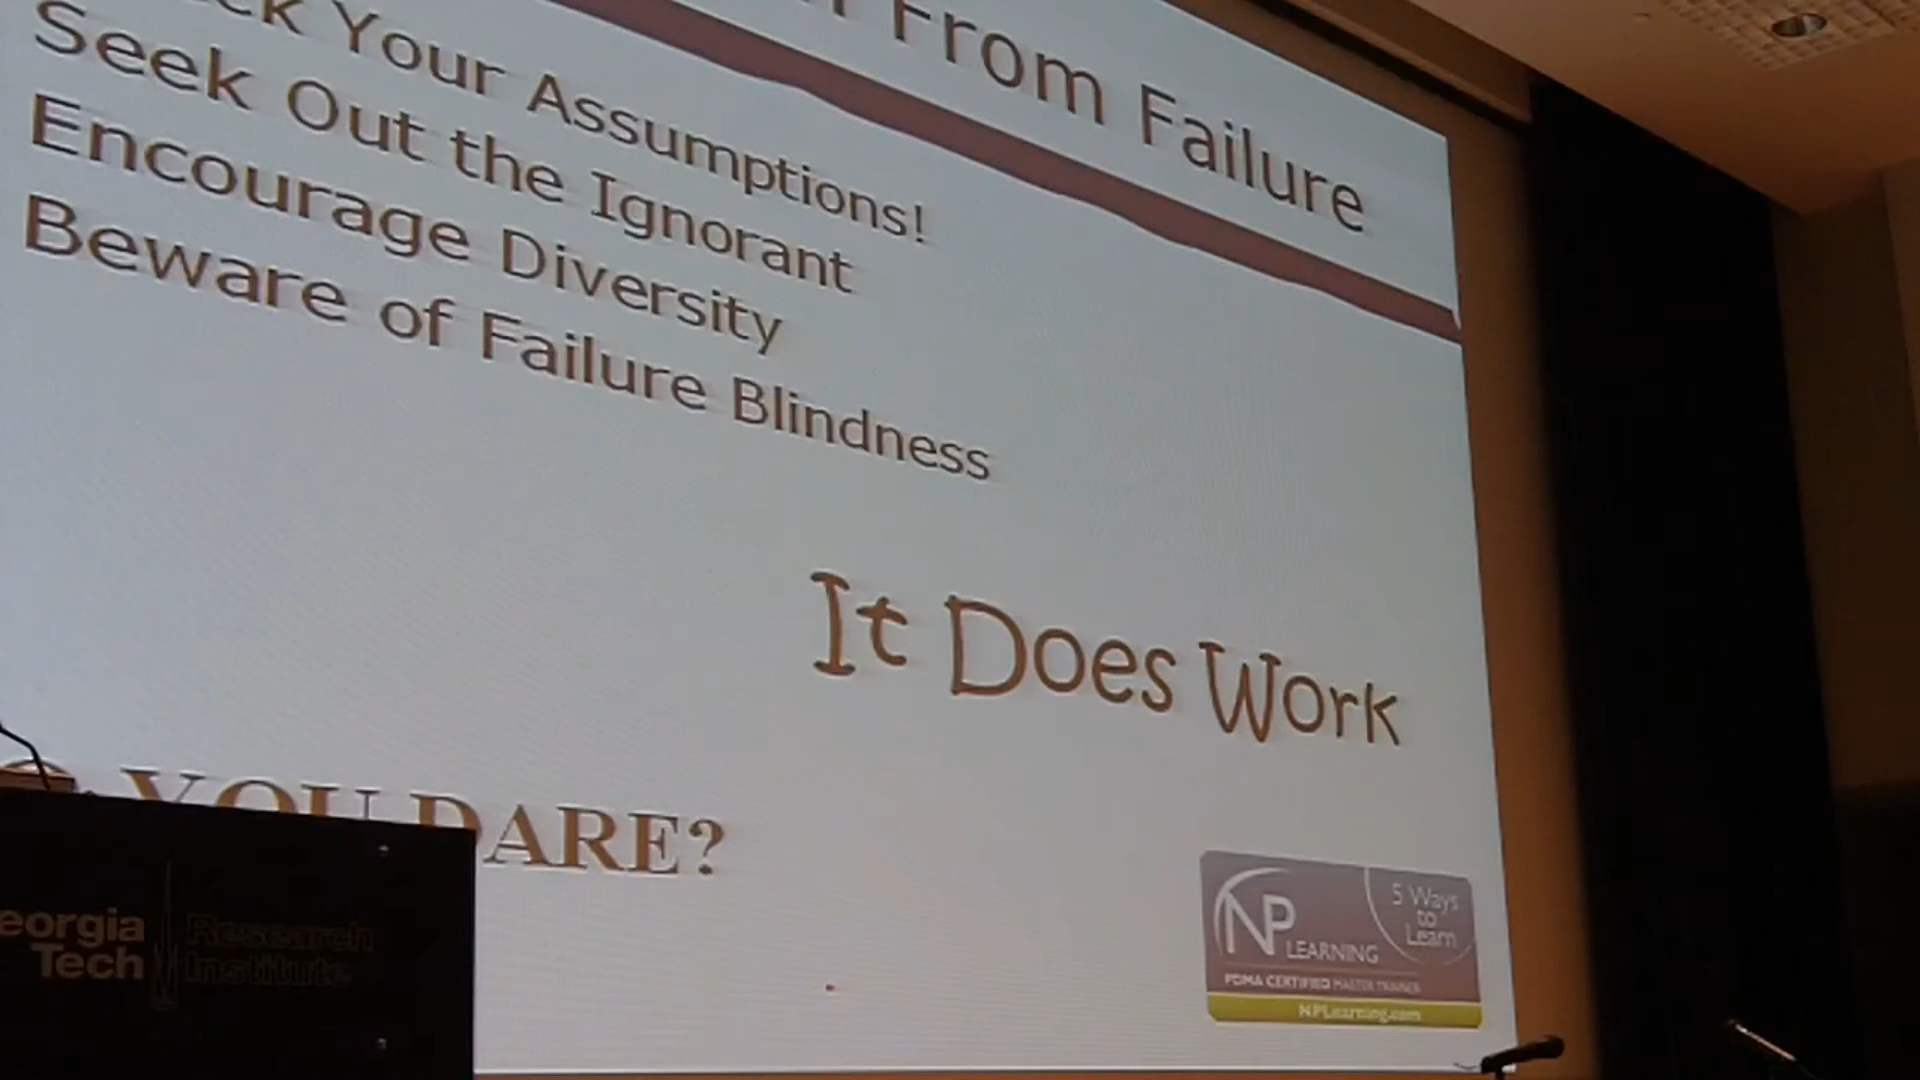 From Failure
Your Assumptions!
Seek Out the Ignorant
Encourage Diversity
Beware of Failure Blindness
It Does Work
YOU DARE?
5 Ways
to
Learn
NP
LEARNING
PDMA CERTIFIED MASTER TRAINER
NPLearning.com
eorgia
Tech
Research
Institute